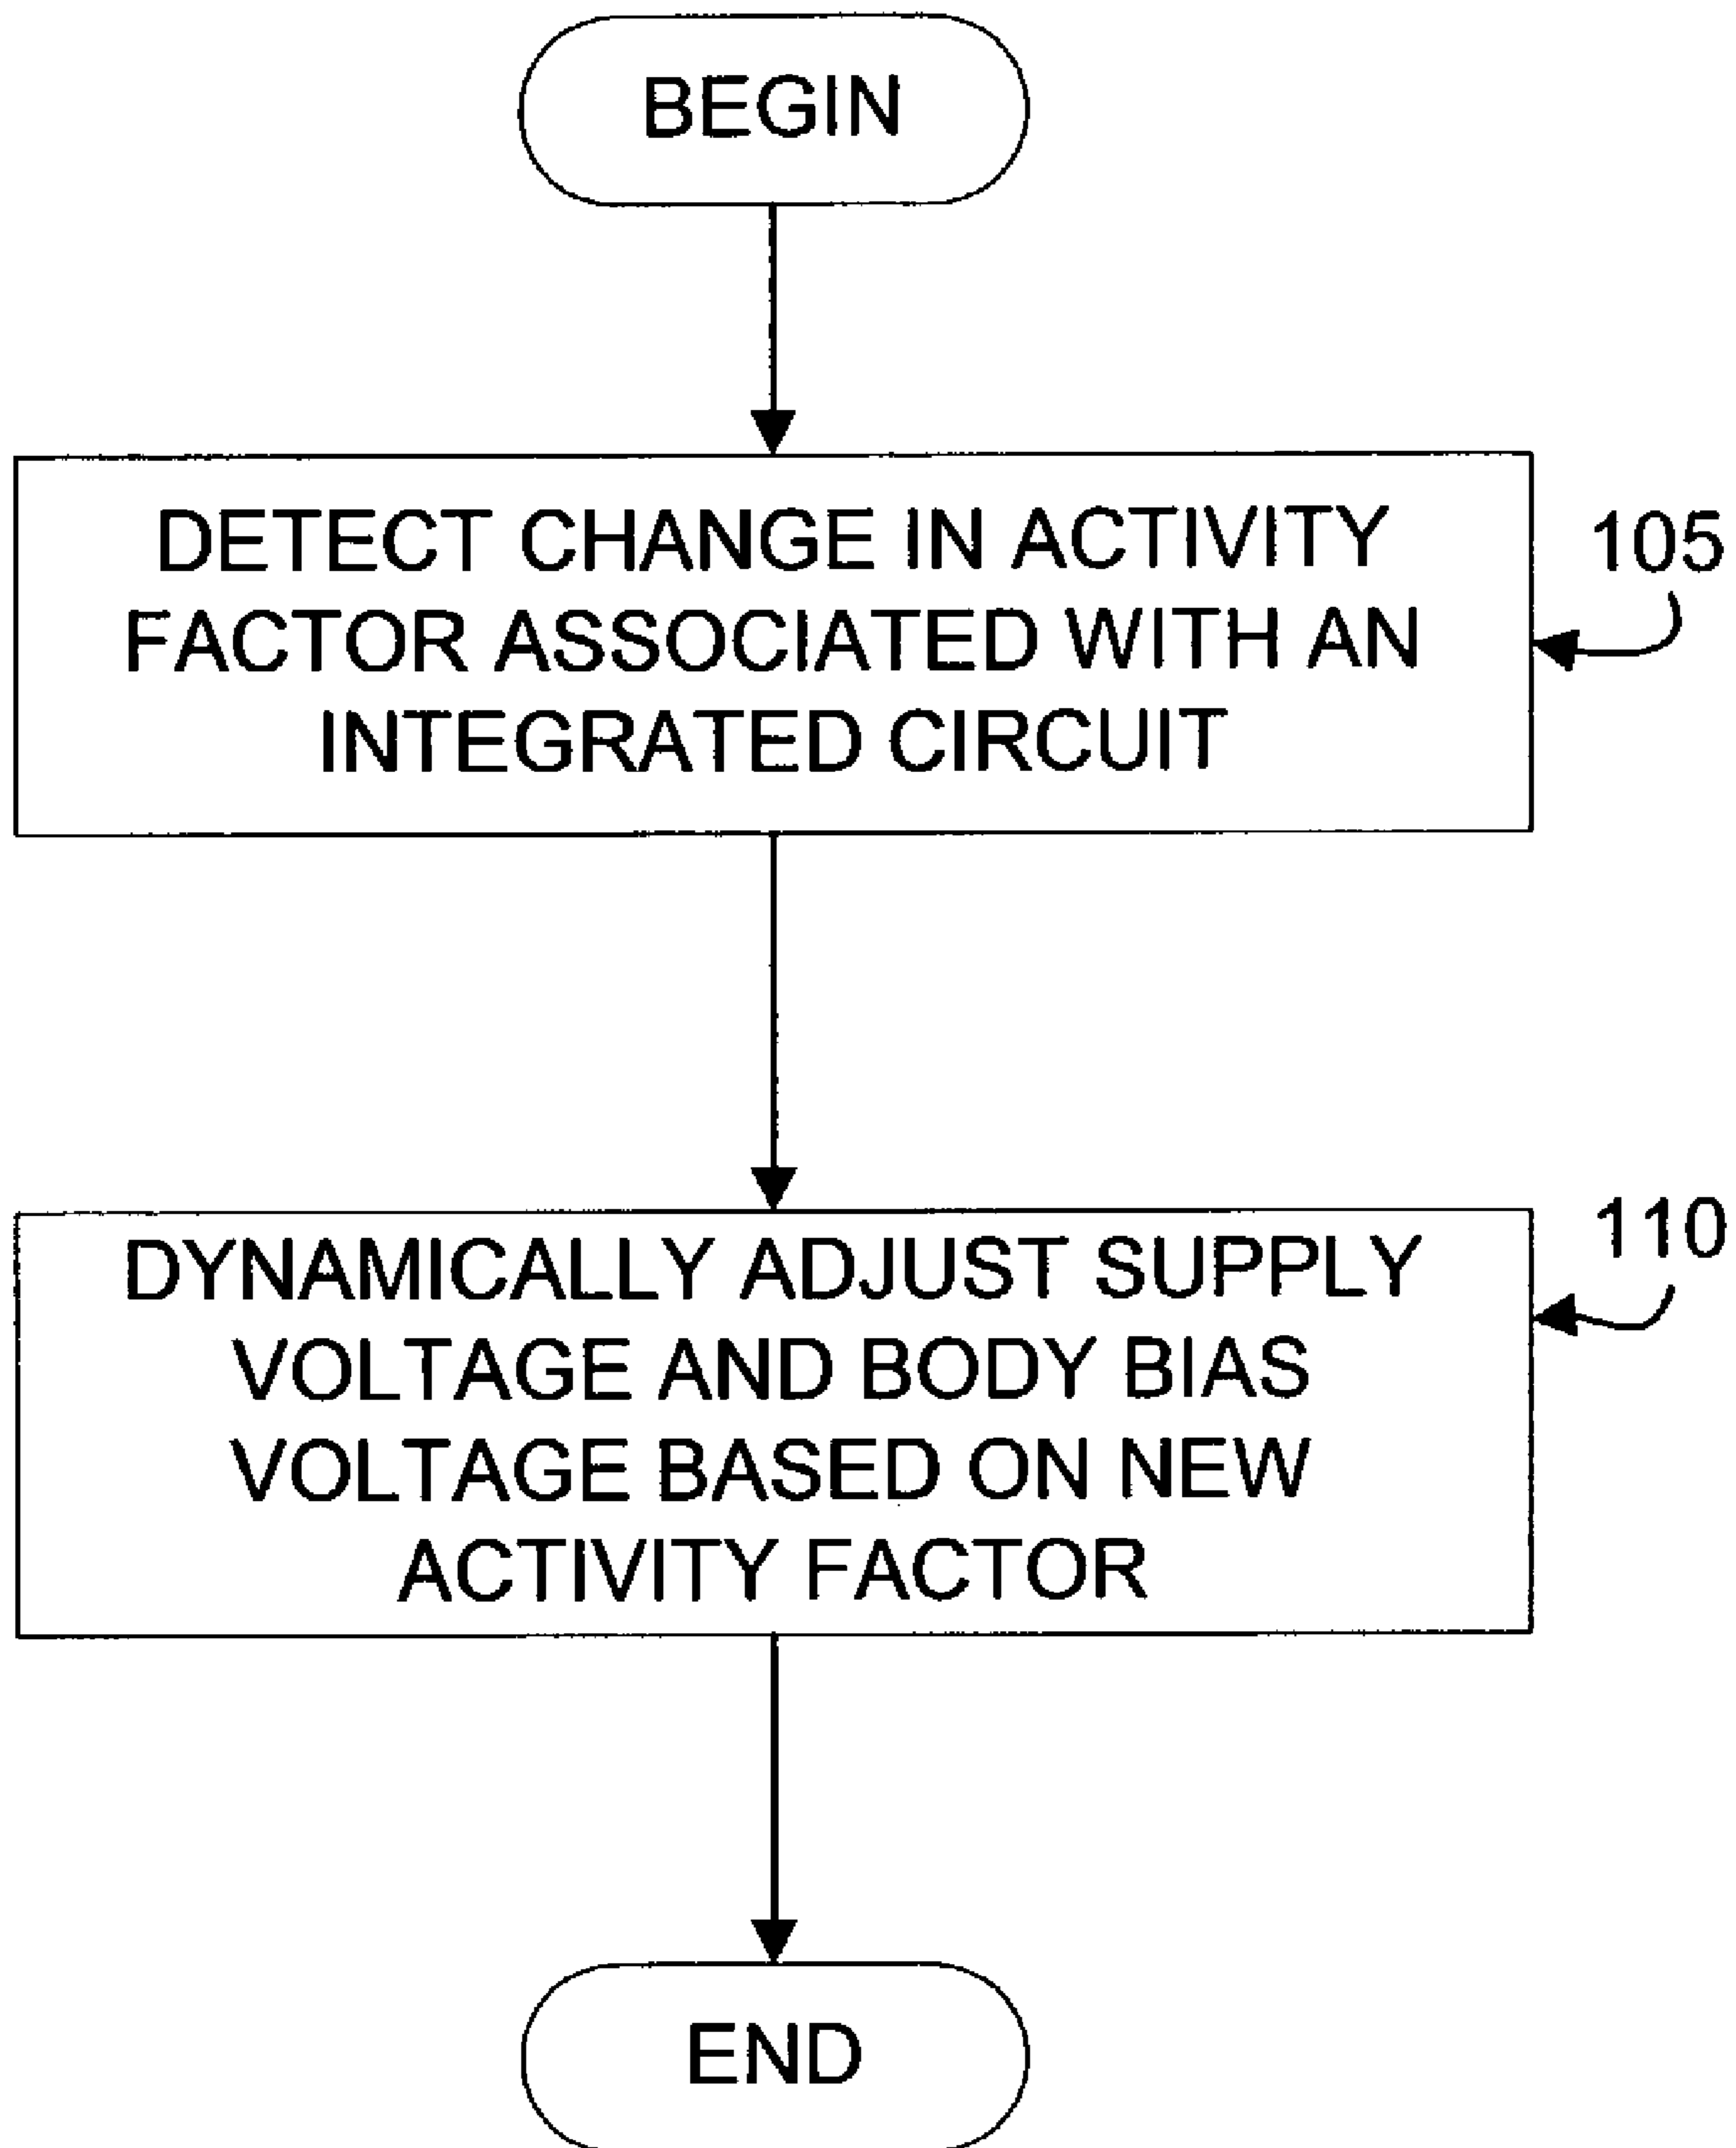 BEGIN
DETECT CHANGE IN ACTIVITY
FACTOR ASSOCIATED WITH AN
INTEGRATED CIRCUIT
105
DYNAMICALLY ADJUST SUPPLY
VOLTAGE AND BODY BIAS
VOLTAGE BASED ON NEW
ACTIVITY FACTOR
110
END